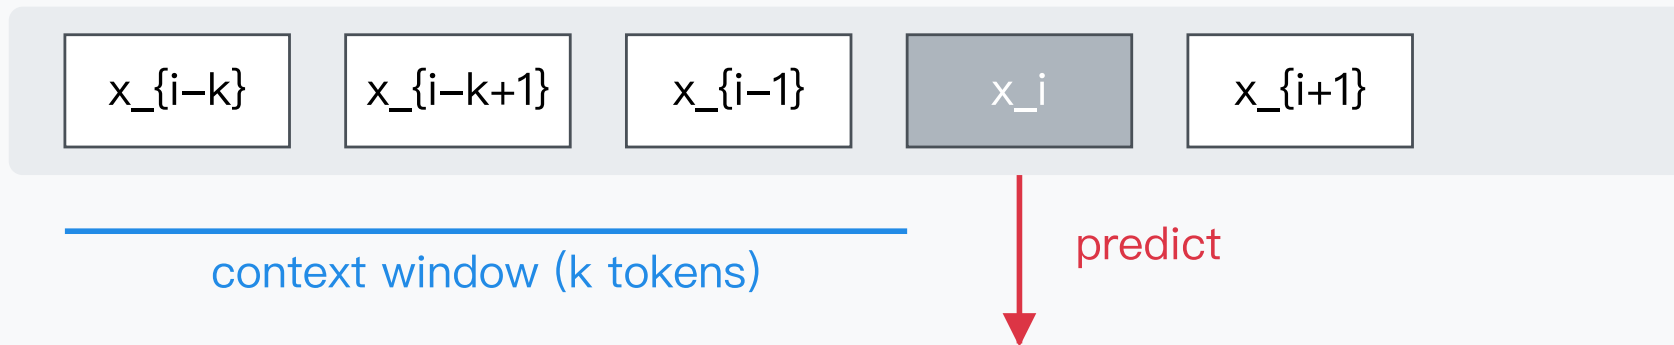 x_{i-k} x_{i-k+1} x_{i-1} x_i x_{i+1}
predict
context window (k tokens)